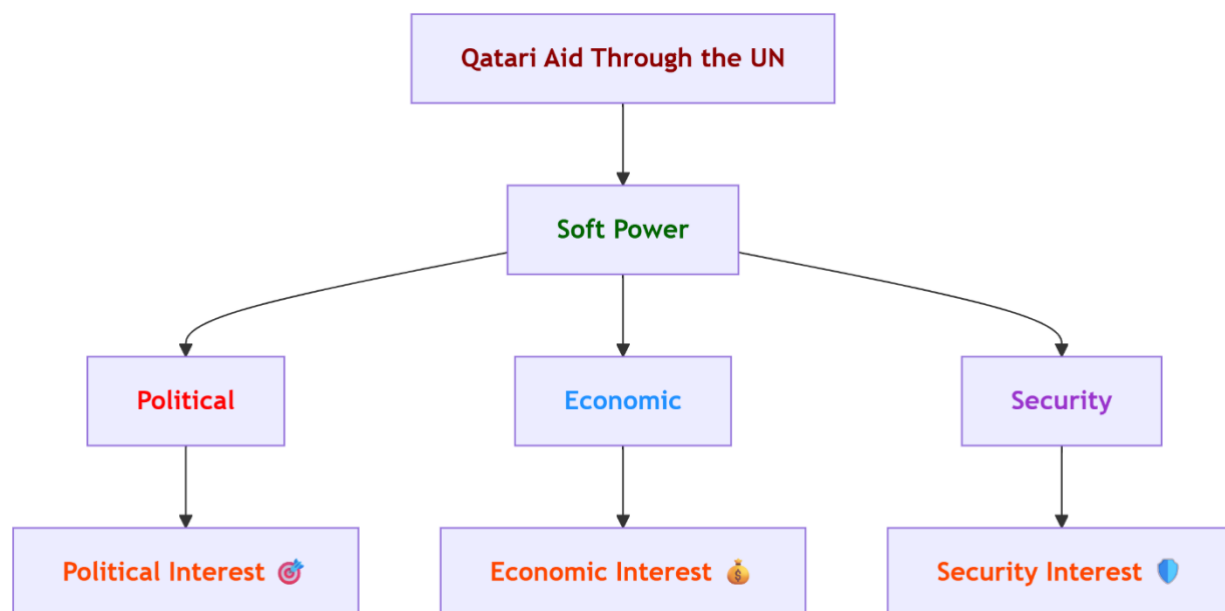 Qatari Aid Through the UN
Soft Power
Political
Economic
Security
Political Interest 🎯
Economic Interest 💰
Security Interest 🛡️